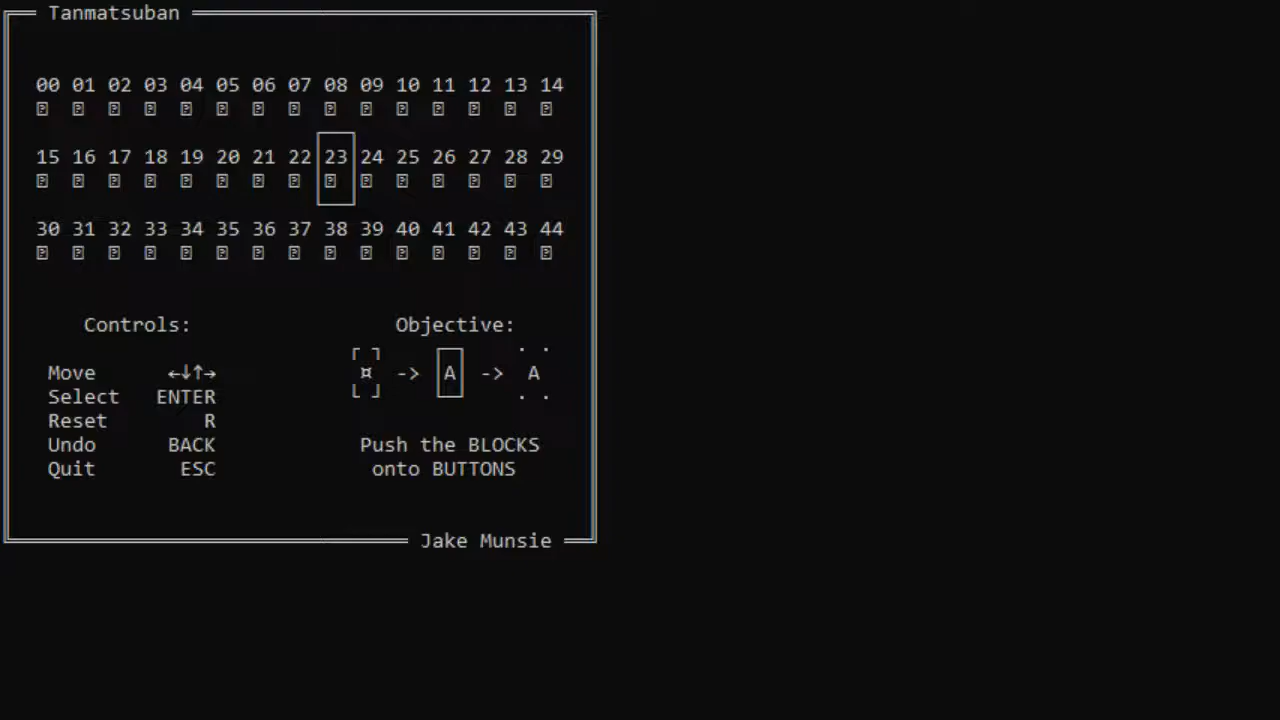 Tanmatsuban
00 01 02 03 04 05 06 07 08 09 10 11 12 13 14
15 16 17 18 19 20 21 22 23 24 25 26 27 28 29
30 31 32 33 34 35 36 37 38 39 40 41 42 43 44
Controls:
Move ←↓↑→
Select ENTER
Reset R
Undo BACK
Quit ESC
Objective:
¤ -> A -> A
Push the BLOCKS
onto BUTTONS
Jake Munsie